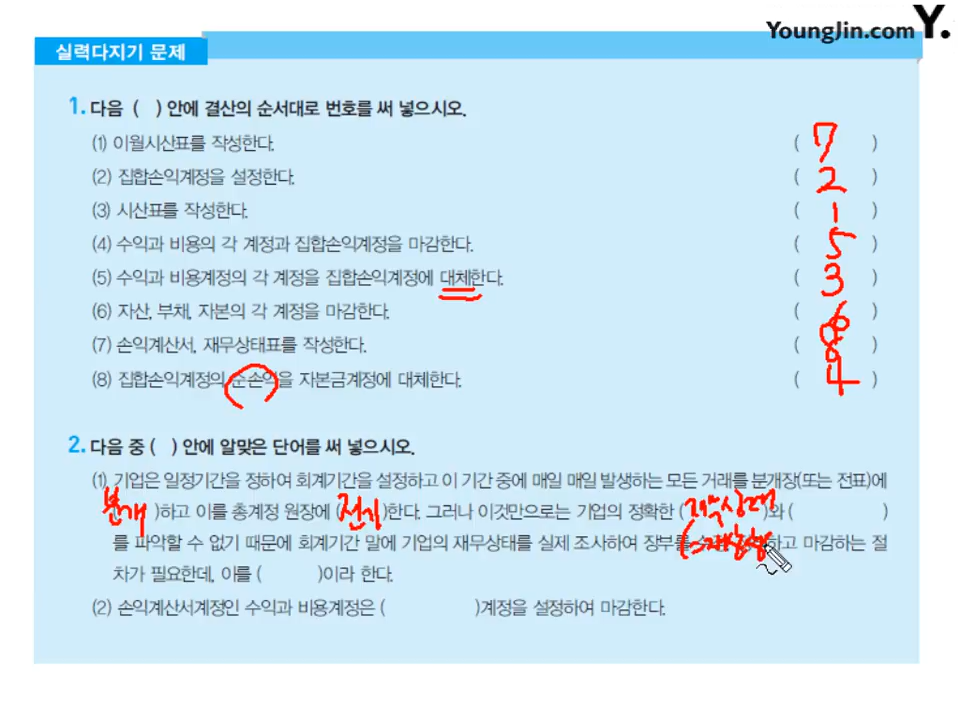 YoungJin.com Y.
실력다지기 문제
1. 다음 ( ) 안에 결산의 순서대로 번호를 써 넣으시오.
(1) 이월시산표를 작성한다. ( 7 )
(2) 집합손익계정을 설정한다. ( 2 )
(3) 시산표를 작성한다. ( 1 )
(4) 수익과 비용의 각 계정과 집합손익계정을 마감한다. ( 5 )
(5) 수익과 비용계정의 각 계정을 집합손익계정에 대체한다. ( 3 )
(6) 자산, 부채, 자본의 각 계정을 마감한다. ( 6 )
(7) 손익계산서, 재무상태표를 작성한다. ( 8 )
(8) 집합손익계정의 순손익을 자본금계정에 대체한다. ( 4 )
2. 다음 중 ( ) 안에 알맞은 단어를 써 넣으시오.
(1) 기업은 일정기간을 정하여 회계기간을 설정하고 이 기간 중에 매일 매일 발생하는 모든 거래를 분개장(또는 전표)에
( 분개 )하고 이를 총계정 원장에 ( 전기 )한다. 그러나 이것만으로는 기업의 정확한 ( 재무상태 )와 ( )
를 파악할 수 없기 때문에 회계기간 말에 기업의 재무상태를 실제 조사하여 장부를 하고 마감하는 절
차가 필요한데, 이를 ( )이라 한다.
(2) 손익계산서계정인 수익과 비용계정은 ( )계정을 설정하여 마감한다.